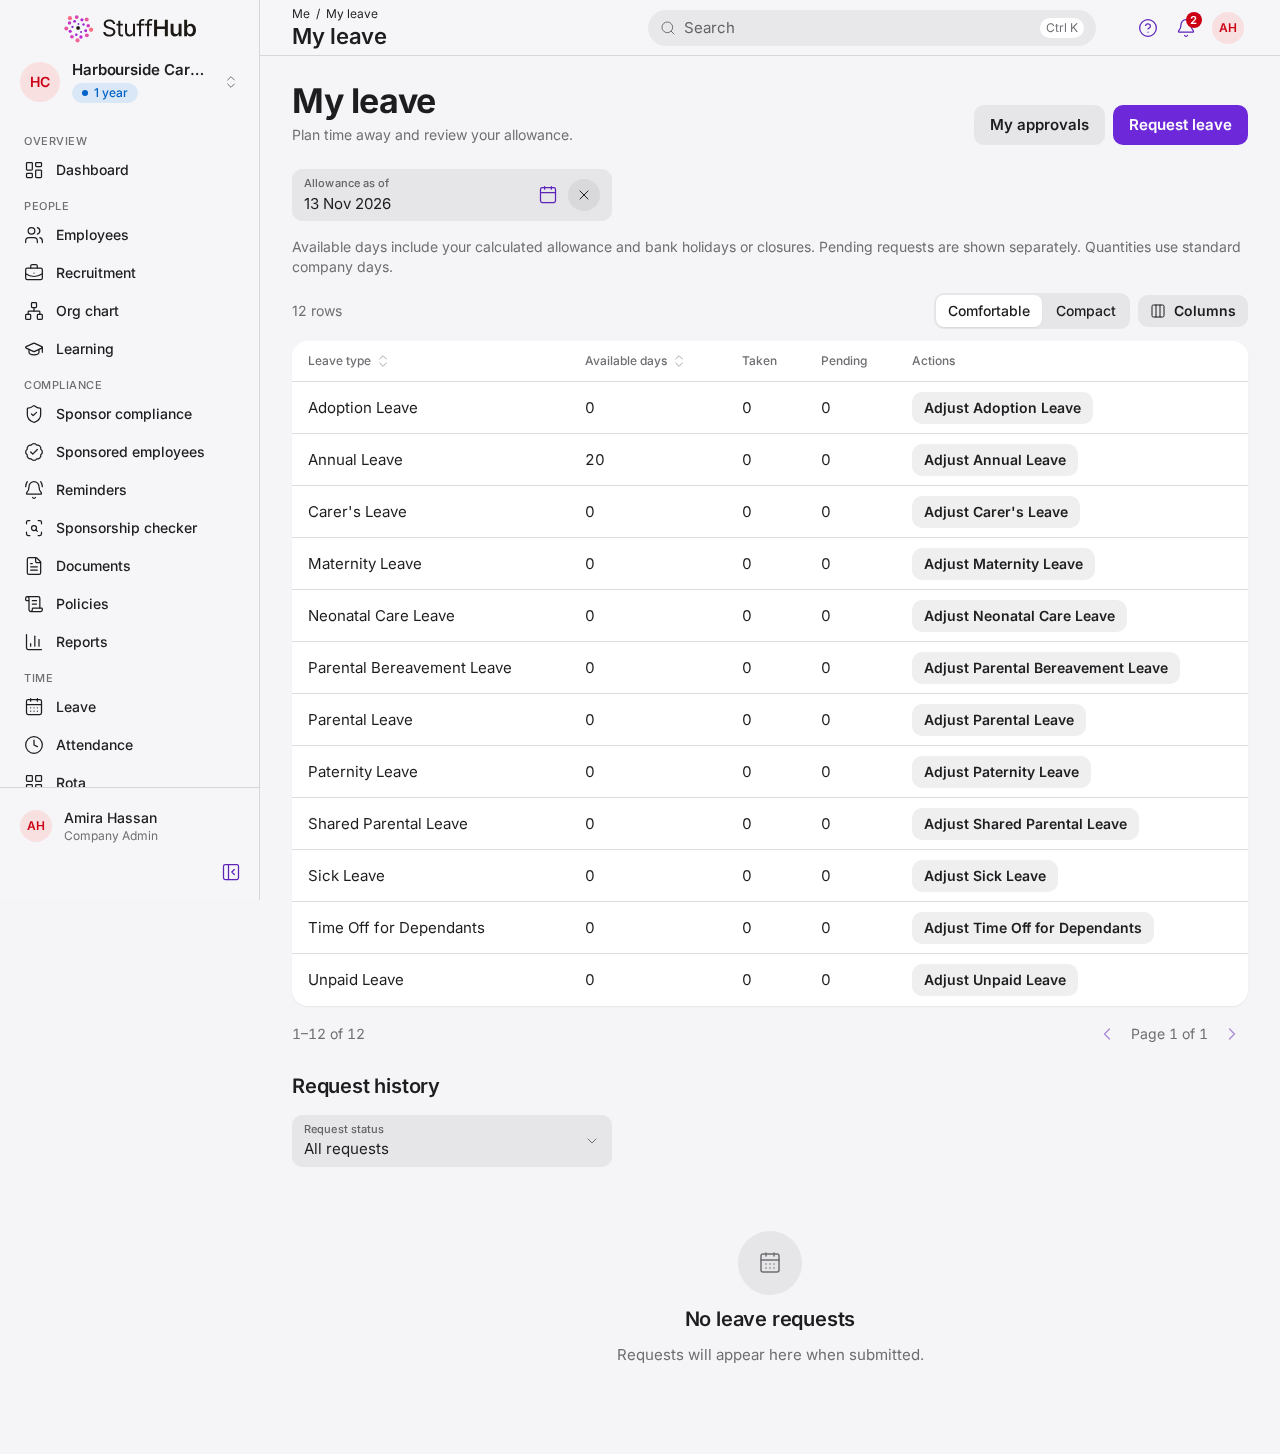 StuffHub
Harbourside Car...
HC
1 year
OVERVIEW
Dashboard
PEOPLE
Employees
Recruitment
Org chart
Learning
COMPLIANCE
Sponsor compliance
Sponsored employees
Reminders
Sponsorship checker
Documents
Policies
Reports
TIME
Leave
Attendance
Rota
AH
Amira Hassan
Company Admin
Me / My leave
My leave
Search
Ctrl K
2
AH
My leave
Plan time away and review your allowance.
My approvals
Request leave
Allowance as of
13 Nov 2026
Available days include your calculated allowance and bank holidays or closures. Pending requests are shown separately. Quantities use standard
company days.
12 rows
Comfortable
Compact
Columns
Leave type Available days Taken Pending Actions
Adoption Leave 0 0 0 Adjust Adoption Leave
Annual Leave 20 0 0 Adjust Annual Leave
Carer's Leave 0 0 0 Adjust Carer's Leave
Maternity Leave 0 0 0 Adjust Maternity Leave
Neonatal Care Leave 0 0 0 Adjust Neonatal Care Leave
Parental Bereavement Leave 0 0 0 Adjust Parental Bereavement Leave
Parental Leave 0 0 0 Adjust Parental Leave
Paternity Leave 0 0 0 Adjust Paternity Leave
Shared Parental Leave 0 0 0 Adjust Shared Parental Leave
Sick Leave 0 0 0 Adjust Sick Leave
Time Off for Dependants 0 0 0 Adjust Time Off for Dependants
Unpaid Leave 0 0 0 Adjust Unpaid Leave
1–12 of 12
Page 1 of 1
Request history
Request status
All requests
No leave requests
Requests will appear here when submitted.